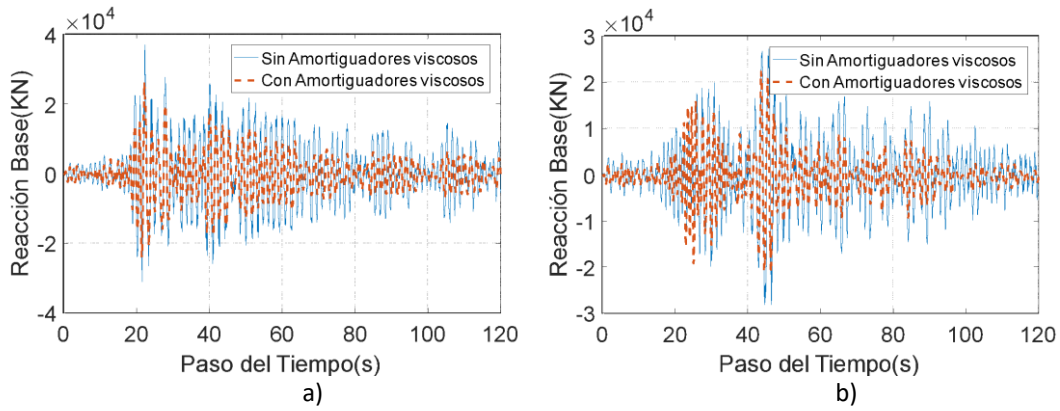 ×10⁴
4
2
0
-2
-4
Reacción Base(KN)
Sin Amortiguadores viscosos
Con Amortiguadores viscosos
0 20 40 60 80 100 120
Paso del Tiempo(s)
a)
×10⁴
3
2
1
0
-1
-2
-3
Reacción Base(KN)
Sin Amortiguadores viscosos
Con Amortiguadores viscosos
0 20 40 60 80 100 120
Paso del Tiempo(s)
b)